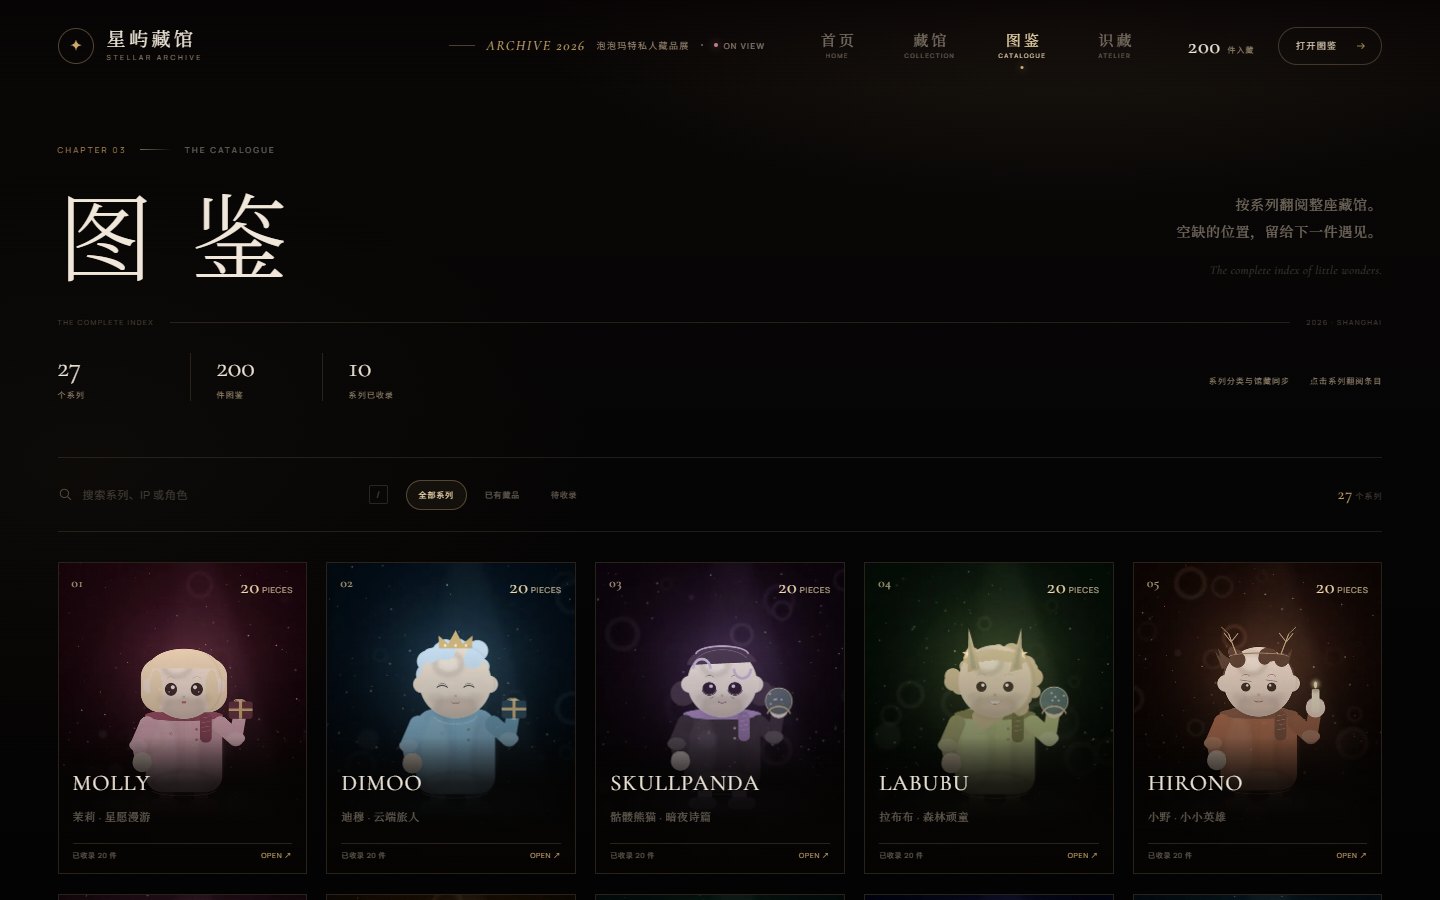 星屿藏馆
STELLAR ARCHIVE
ARCHIVE 2026 泡泡玛特私人藏品展 · ON VIEW
首页
HOME
藏馆
COLLECTION
图鉴
CATALOGUE
识藏
ATELIER
200 件入藏
打开图鉴 →
CHAPTER 03 THE CATALOGUE
图鉴
按系列翻阅整座藏馆。
空缺的位置，留给下一件遇见。
The complete index of little wonders.
THE COMPLETE INDEX
2026 · SHANGHAI
27
个系列
200
件图鉴
10
系列已收录
系列分类与馆藏同步 点击系列翻阅条目
搜索系列、IP 或角色
/
全部系列 已有藏品 待收录
27 个系列
01
20 PIECES
MOLLY
茉莉 · 星愿漫游
已收录 20 件
OPEN ↗
02
20 PIECES
DIMOO
迪穆 · 云端旅人
已收录 20 件
OPEN ↗
03
20 PIECES
SKULLPANDA
骷髅熊猫 · 暗夜诗篇
已收录 20 件
OPEN ↗
04
20 PIECES
LABUBU
拉布布 · 森林顽童
已收录 20 件
OPEN ↗
05
20 PIECES
HIRONO
小野 · 小小英雄
已收录 20 件
OPEN ↗